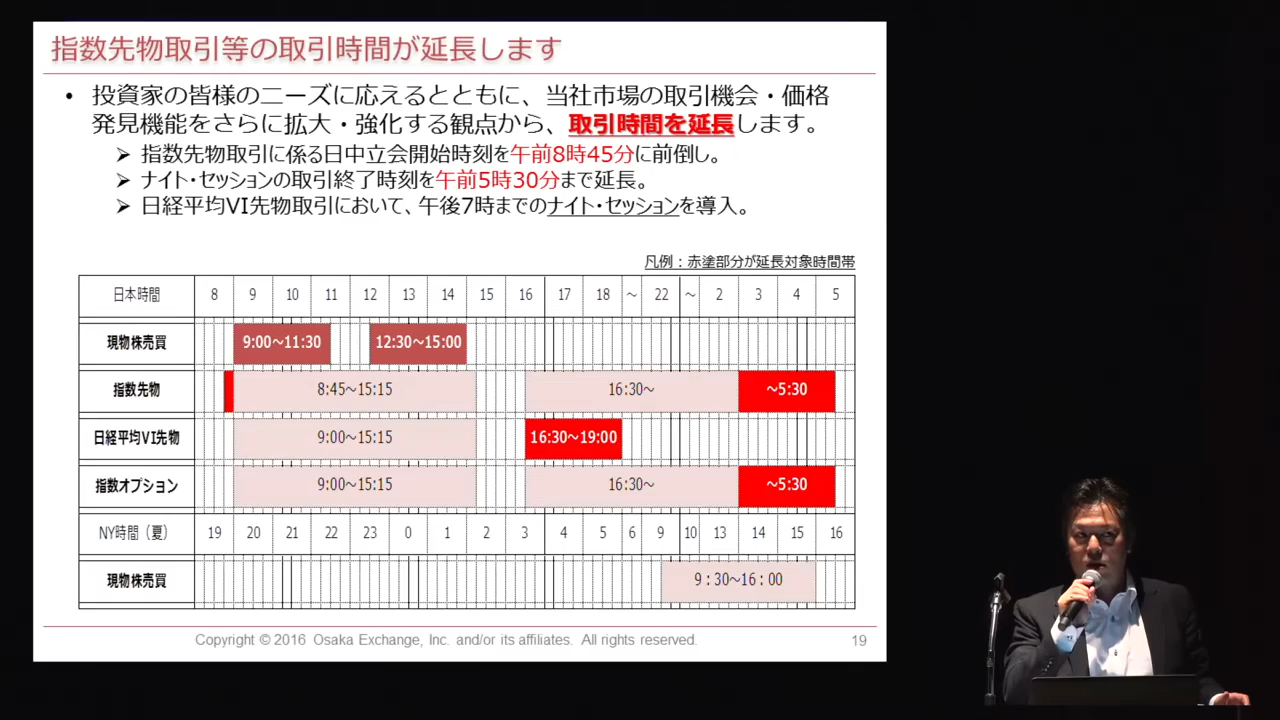 指数先物取引等の取引時間が延長します
• 投資家の皆様のニーズに応えるとともに、当社市場の取引機会・価格
発見機能をさらに拡大・強化する観点から、取引時間を延長します。
➢ 指数先物取引に係る日中立会開始時刻を午前8時45分に前倒し。
➢ ナイト・セッションの取引終了時刻を午前5時30分まで延長。
➢ 日経平均VI先物取引において、午後7時までのナイト・セッションを導入。
凡例：赤塗部分が延長対象時間帯
日本時間 8 9 10 11 12 13 14 15 16 17 18 ～ 22 ～ 2 3 4 5
現物株売買 9:00～11:30 12:30～15:00
指数先物 8:45～15:15 16:30～ ～5:30
日経平均VI先物 9:00～15:15 16:30～19:00
指数オプション 9:00～15:15 16:30～ ～5:30
NY時間（夏） 19 20 21 22 23 0 1 2 3 4 5 6 9 10 13 14 15 16
現物株売買 9：30～16：00
Copyright © 2016 Osaka Exchange, Inc. and/or its affiliates. All rights reserved. 19